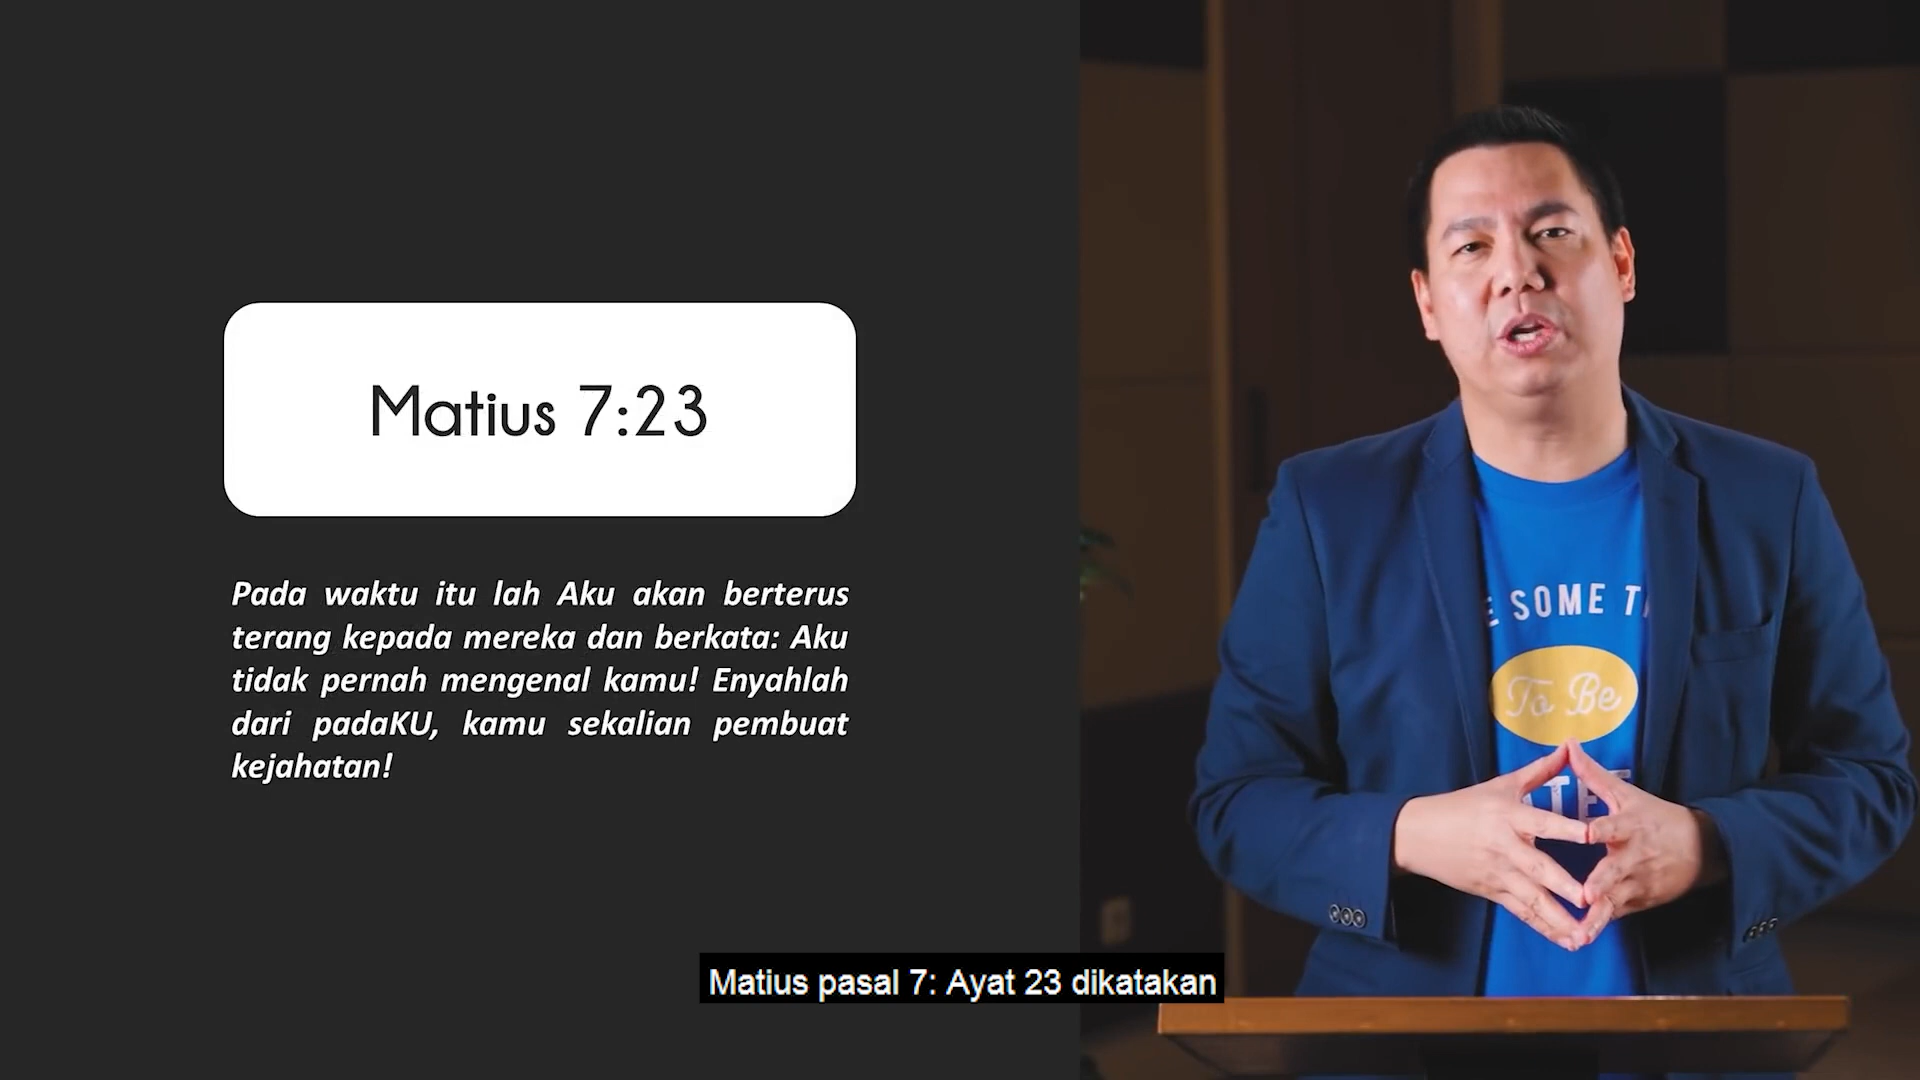 Matius 7:23
Pada waktu itu lah Aku akan berterus
terang kepada mereka dan berkata: Aku
tidak pernah mengenal kamu! Enyahlah
dari padaKU, kamu sekalian pembuat
kejahatan!
SOME
To Be
Matius pasal 7: Ayat 23 dikatakan